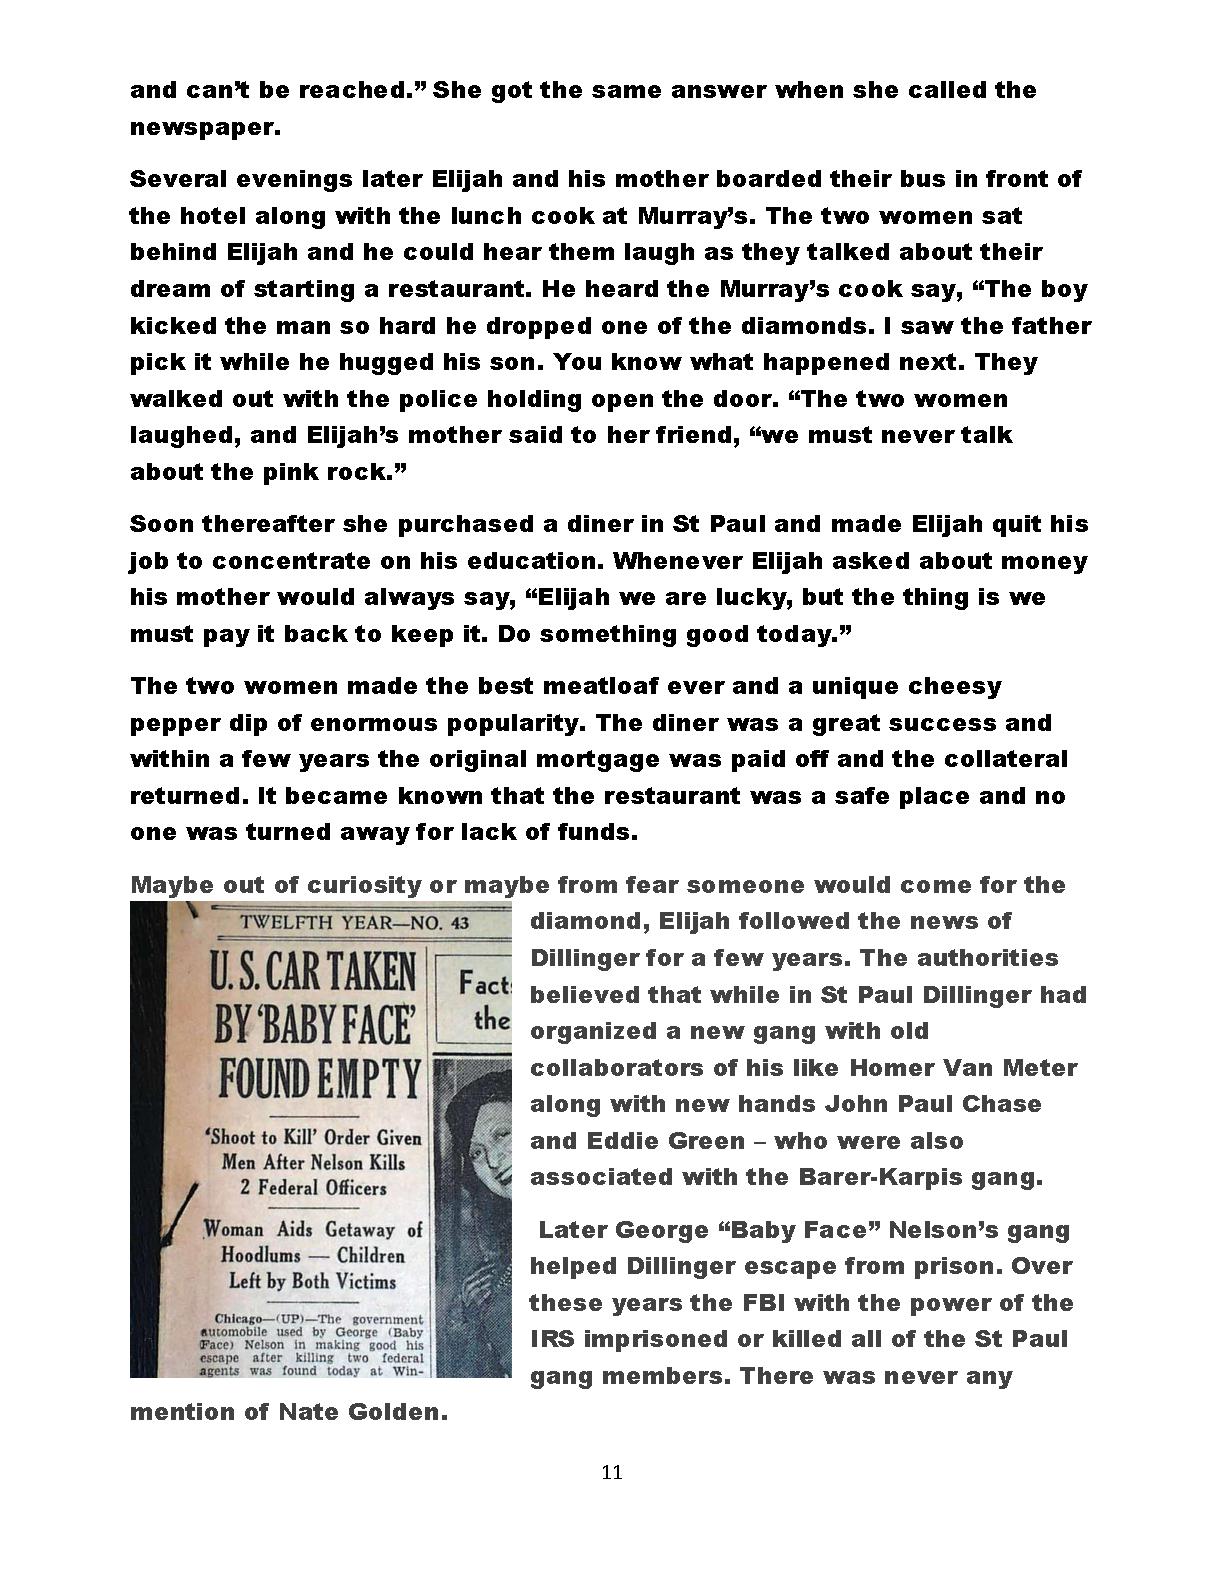 and can’t be reached.” She got the same answer when she called the
newspaper.
Several evenings later Elijah and his mother boarded their bus in front of
the hotel along with the lunch cook at Murray’s. The two women sat
behind Elijah and he could hear them laugh as they talked about their
dream of starting a restaurant. He heard the Murray’s cook say, “The boy
kicked the man so hard he dropped one of the diamonds. I saw the father
pick it while he hugged his son. You know what happened next. They
walked out with the police holding open the door. “The two women
laughed, and Elijah’s mother said to her friend, “we must never talk
about the pink rock.”
Soon thereafter she purchased a diner in St Paul and made Elijah quit his
job to concentrate on his education. Whenever Elijah asked about money
his mother would always say, “Elijah we are lucky, but the thing is we
must pay it back to keep it. Do something good today.”
The two women made the best meatloaf ever and a unique cheesy
pepper dip of enormous popularity. The diner was a great success and
within a few years the original mortgage was paid off and the collateral
returned. It became known that the restaurant was a safe place and no
one was turned away for lack of funds.
Maybe out of curiosity or maybe from fear someone would come for the
diamond, Elijah followed the news of
Dillinger for a few years. The authorities
believed that while in St Paul Dillinger had
organized a new gang with old
collaborators of his like Homer Van Meter
along with new hands John Paul Chase
and Eddie Green – who were also
associated with the Barer-Karpis gang.
Later George “Baby Face” Nelson’s gang
helped Dillinger escape from prison. Over
these years the FBI with the power of the
IRS imprisoned or killed all of the St Paul
gang members. There was never any
mention of Nate Golden.
TWELFTH YEAR—NO. 43
U.S. CAR TAKEN
BY ‘BABY FACE’
FOUND EMPTY
‘Shoot to Kill’ Order Given
Men After Nelson Kills
2 Federal Officers
Woman Aids Getaway of
Hoodlums — Children
Left by Both Victims
Chicago—(UP)—The government
automobile used by George (Baby
Face) Nelson in making good his
escape after killing two federal
agents was found today at Win-
Fact
the
11